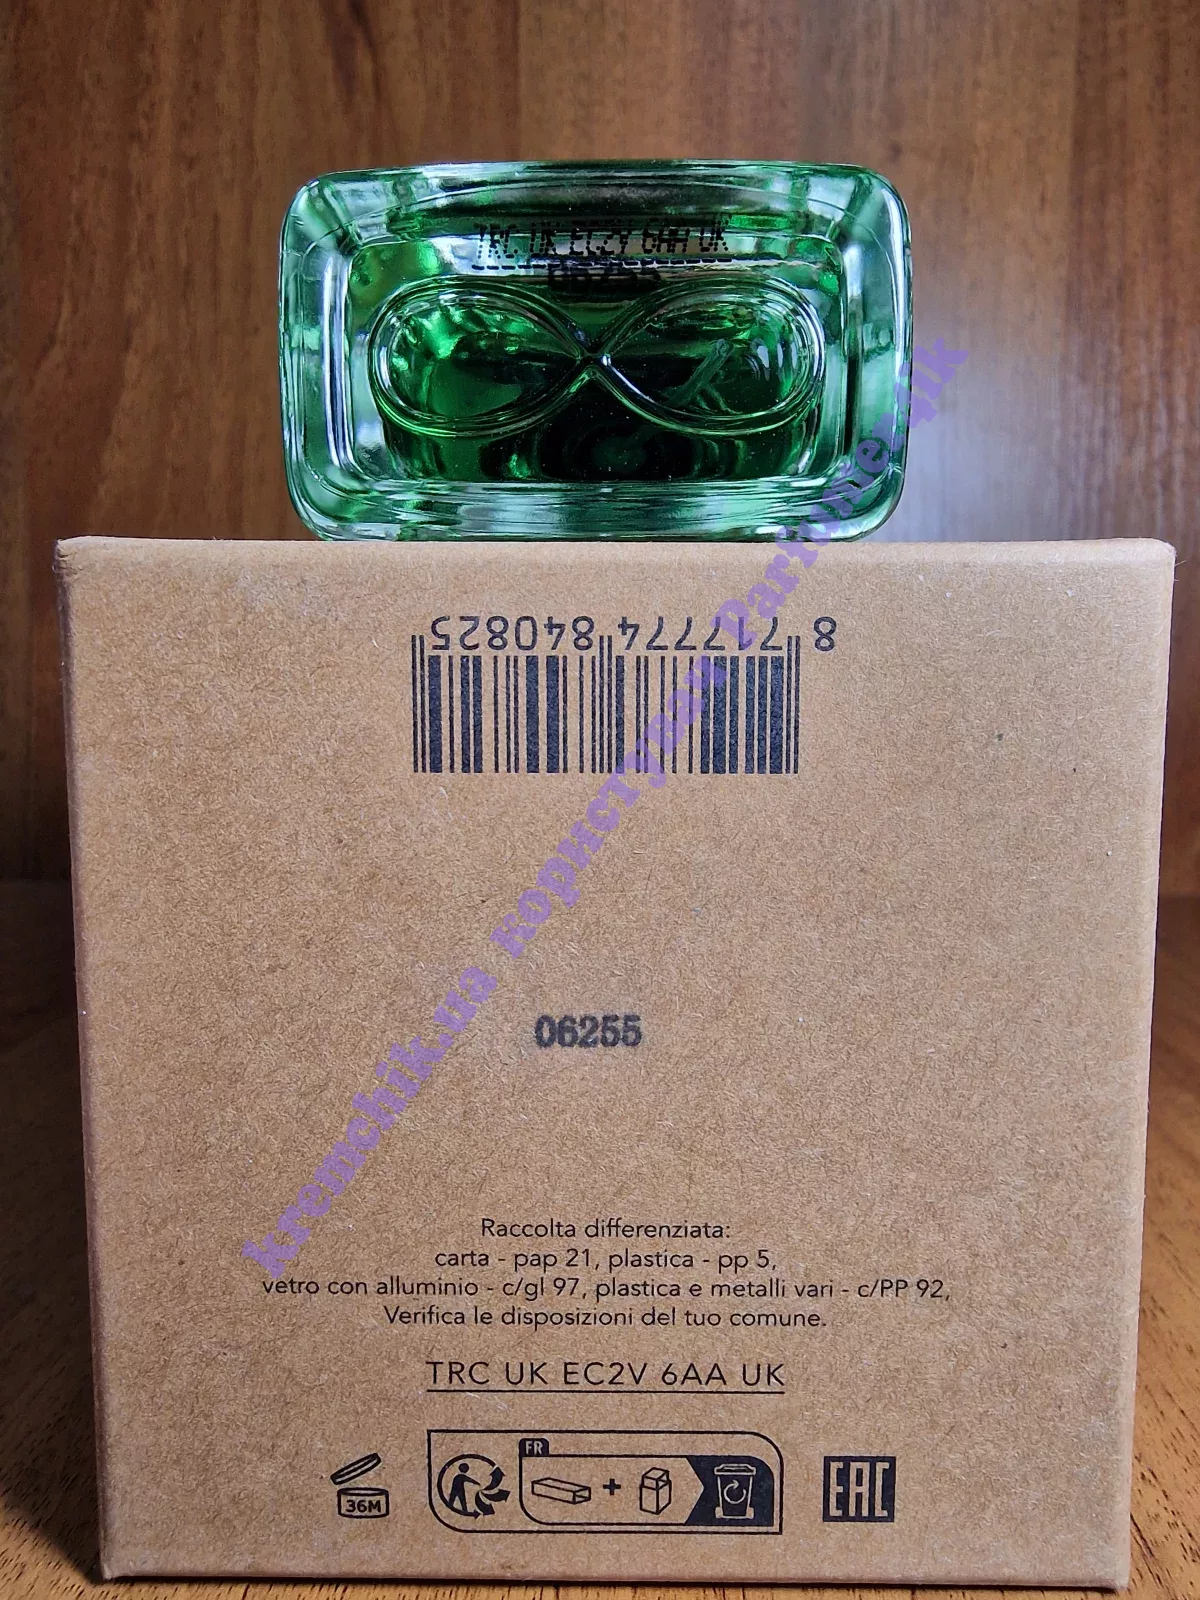 TRC UK EC2V 6AA UK
06255
8 717774 840825
06255
kremchik.ua користувач Parfumer4ik
Raccolta differenziata:
carta - pap 21, plastica - pp 5,
vetro con alluminio - c/gl 97, plastica e metalli vari - c/PP 92,
Verifica le disposizioni del tuo comune.
TRC UK EC2V 6AA UK
FR
36M
EAC